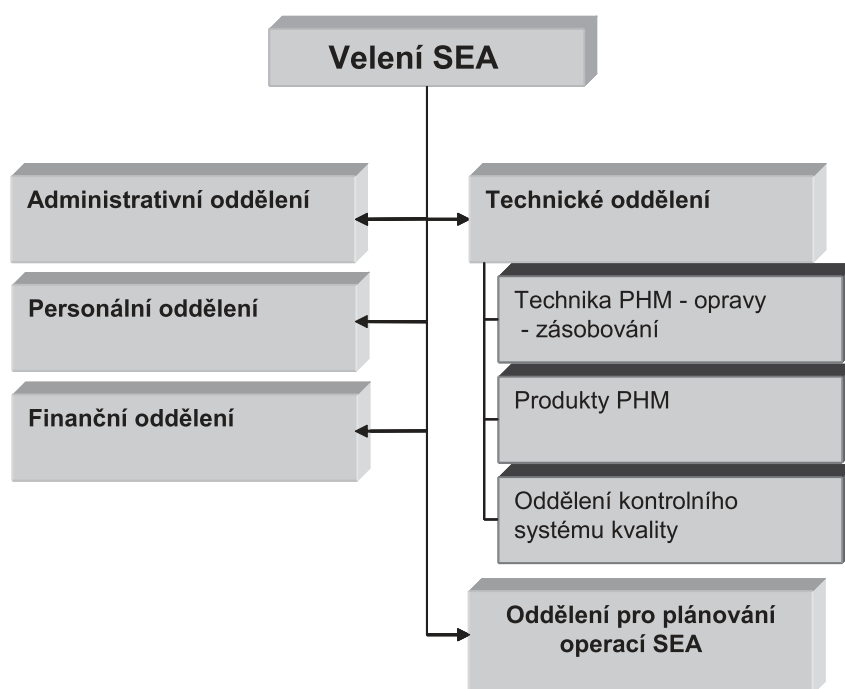 Velení SEA
Administrativní oddělení
Personální oddělení
Finanční oddělení
Technické oddělení
Technika PHM - opravy
- zásobování
Produkty PHM
Oddělení kontrolního
systému kvality
Oddělení pro plánování
operací SEA